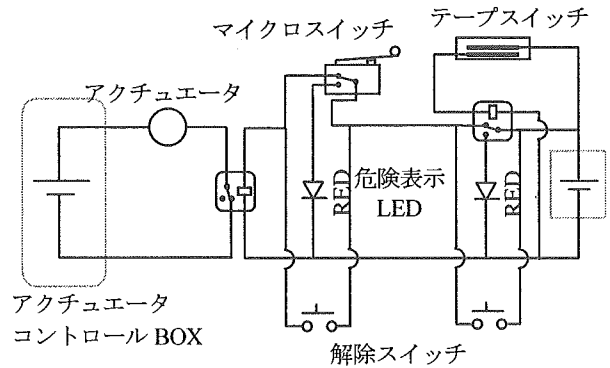 マイクロスイッチ
テープスイッチ
アクチュエータ
RED
危険表示
LED
RED
アクチュエータ
コントロールBOX
解除スイッチ